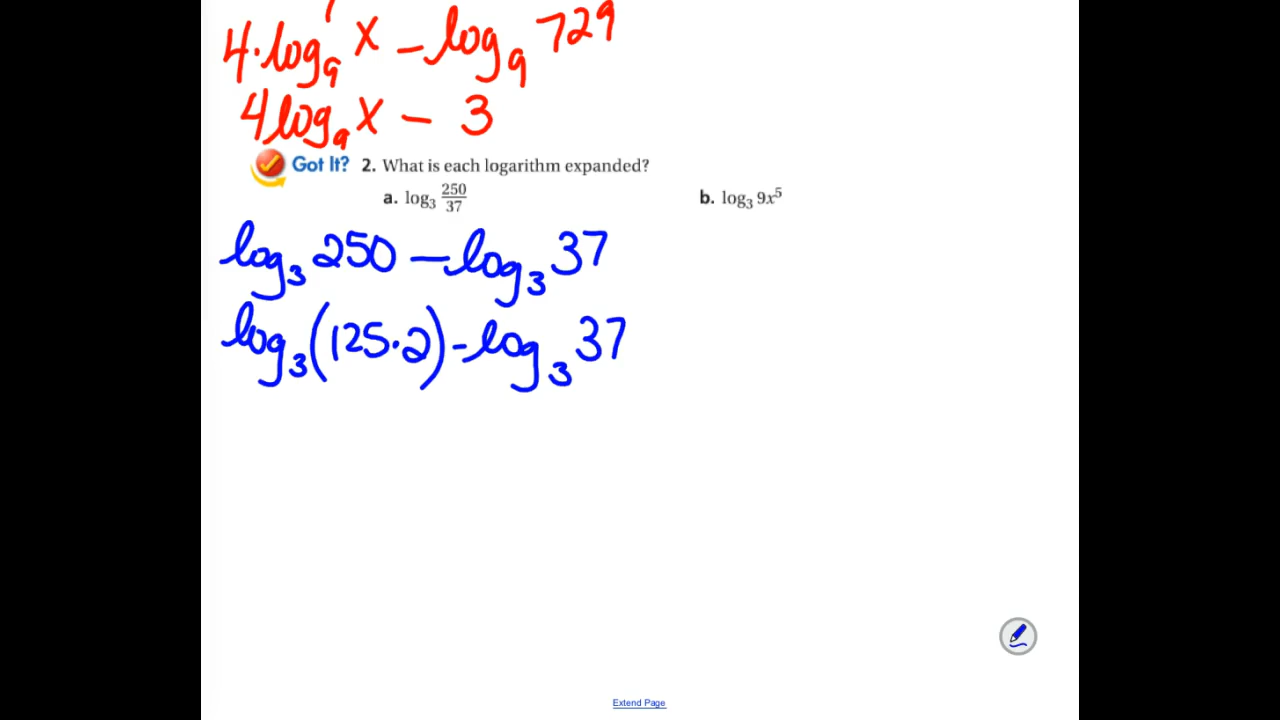 4·log₉ x − log₉ 729
4log₉ x − 3
Got It? 2. What is each logarithm expanded?
a. log₃ 250/37 b. log₃ 9x⁵
log₃ 250 − log₃ 37
log₃(125·2) - log₃ 37
Extend Page